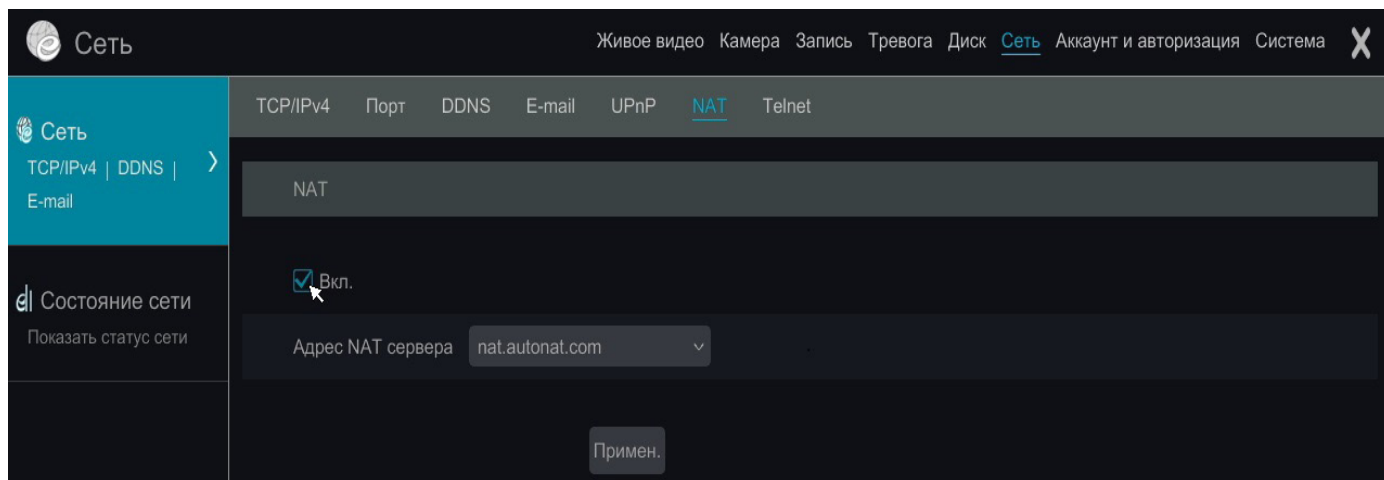 Сеть
Живое видео Камера Запись Тревога Диск Сеть Аккаунт и авторизация Система X
Сеть
TCP/IPv4 | DDNS |
E-mail
Состояние сети
Показать статус сети
TCP/IPv4 Порт DDNS E-mail UPnP NAT Telnet
NAT
Вкл.
Адрес NAT сервера nat.autonat.com
Примен.